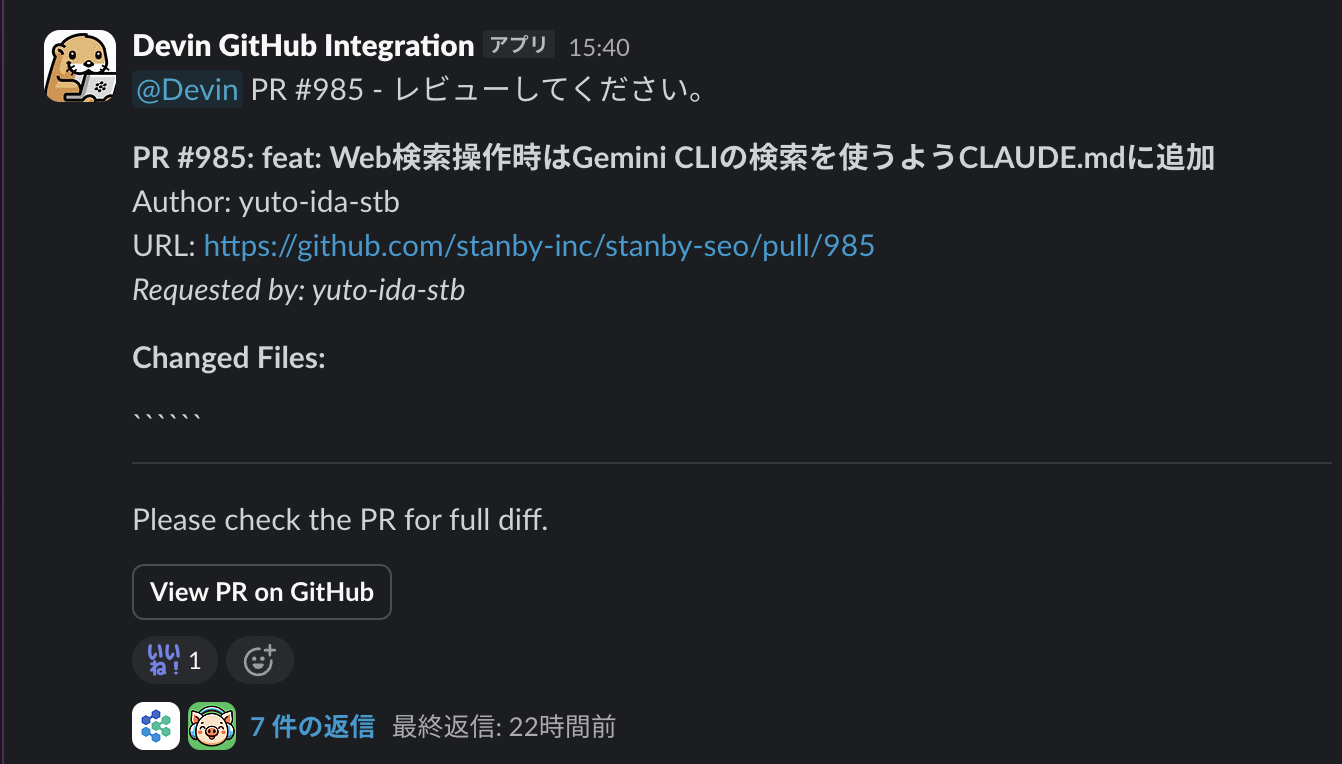 Devin GitHub Integration アプリ 15:40
@Devin PR #985 - レビューしてください。
PR #985: feat: Web検索操作時はGemini CLIの検索を使うようCLAUDE.mdに追加
Author: yuto-ida-stb
URL: https://github.com/stanby-inc/stanby-seo/pull/985
Requested by: yuto-ida-stb
Changed Files:
``````
Please check the PR for full diff.
View PR on GitHub
いいね! 1
7 件の返信 最終返信: 22時間前